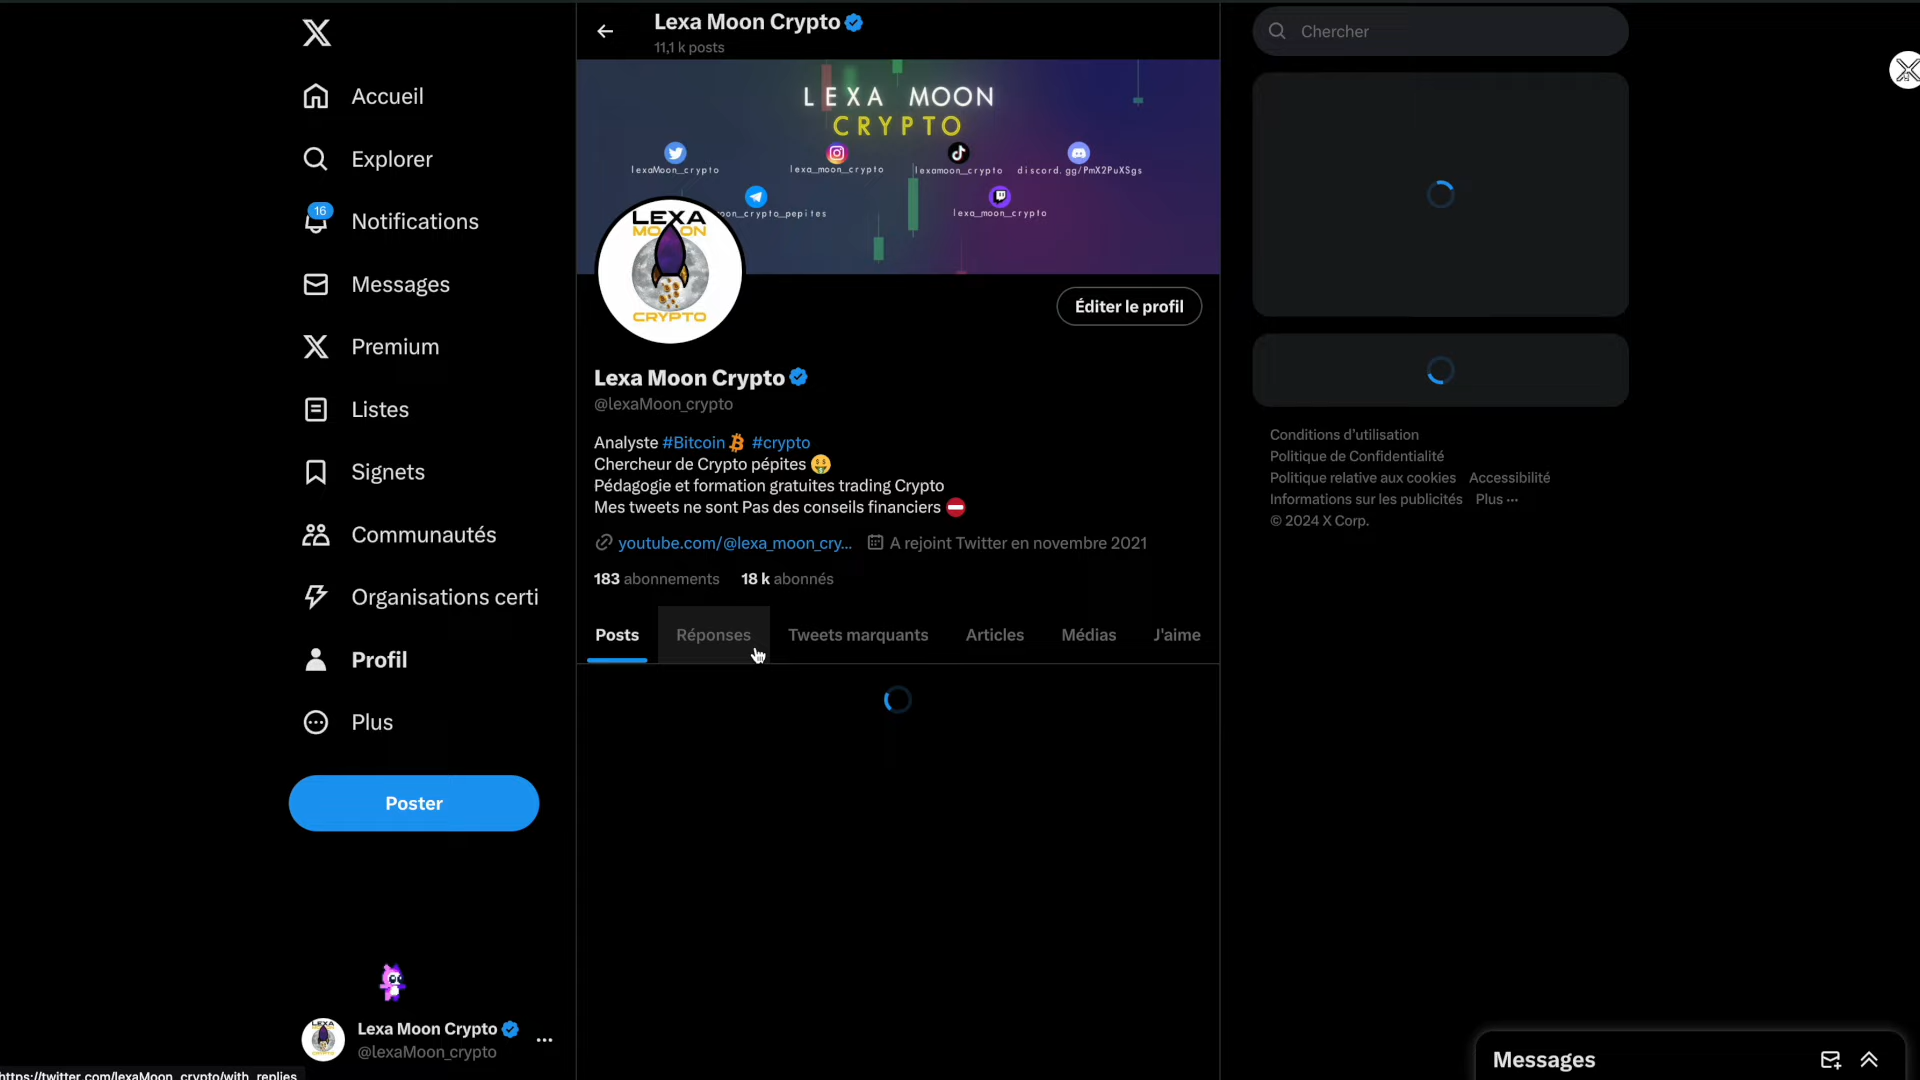 Accueil
Explorer
16
Notifications
Messages
Premium
Listes
Signets
Communautés
Organisations certi
Profil
Plus
Poster
Lexa Moon Crypto
@lexaMoon_crypto
https://twitter.com/lexaMoon_crypto/with_replies
Lexa Moon Crypto
11,1 k posts
LEXA MOON
CRYPTO
lexaMoon_crypto
lexa_moon_crypto
lexamoon_crypto
discord.gg/PmX2PuXSgs
oon_crypto_pepites
lexa_moon_crypto
LEXA
MOON
CRYPTO
Éditer le profil
Lexa Moon Crypto
@lexaMoon_crypto
Analyste #Bitcoin #crypto
Chercheur de Crypto pépites 🤑
Pédagogie et formation gratuites trading Crypto
Mes tweets ne sont Pas des conseils financiers ⛔
youtube.com/@lexa_moon_cry... A rejoint Twitter en novembre 2021
183 abonnements 18 k abonnés
Posts Réponses Tweets marquants Articles Médias J'aime
Chercher
Conditions d’utilisation
Politique de Confidentialité
Politique relative aux cookies Accessibilité
Informations sur les publicités Plus ···
© 2024 X Corp.
Messages